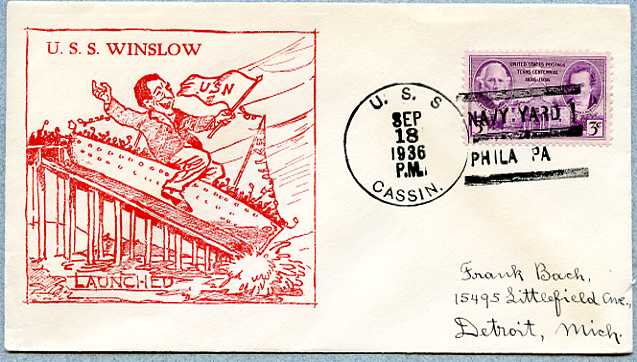 U. S. S. WINSLOW
USN
LAUNCHED
U. S. S.
SEP
18
1936
P.M.
CASSIN.
UNITED STATES POSTAGE
TEXAS CENTENNIAL
1836-1936
3¢
NAVY YARD
PHILA PA
Frank Bach,
15495 Littlefield Ave.,
Detroit, Mich.